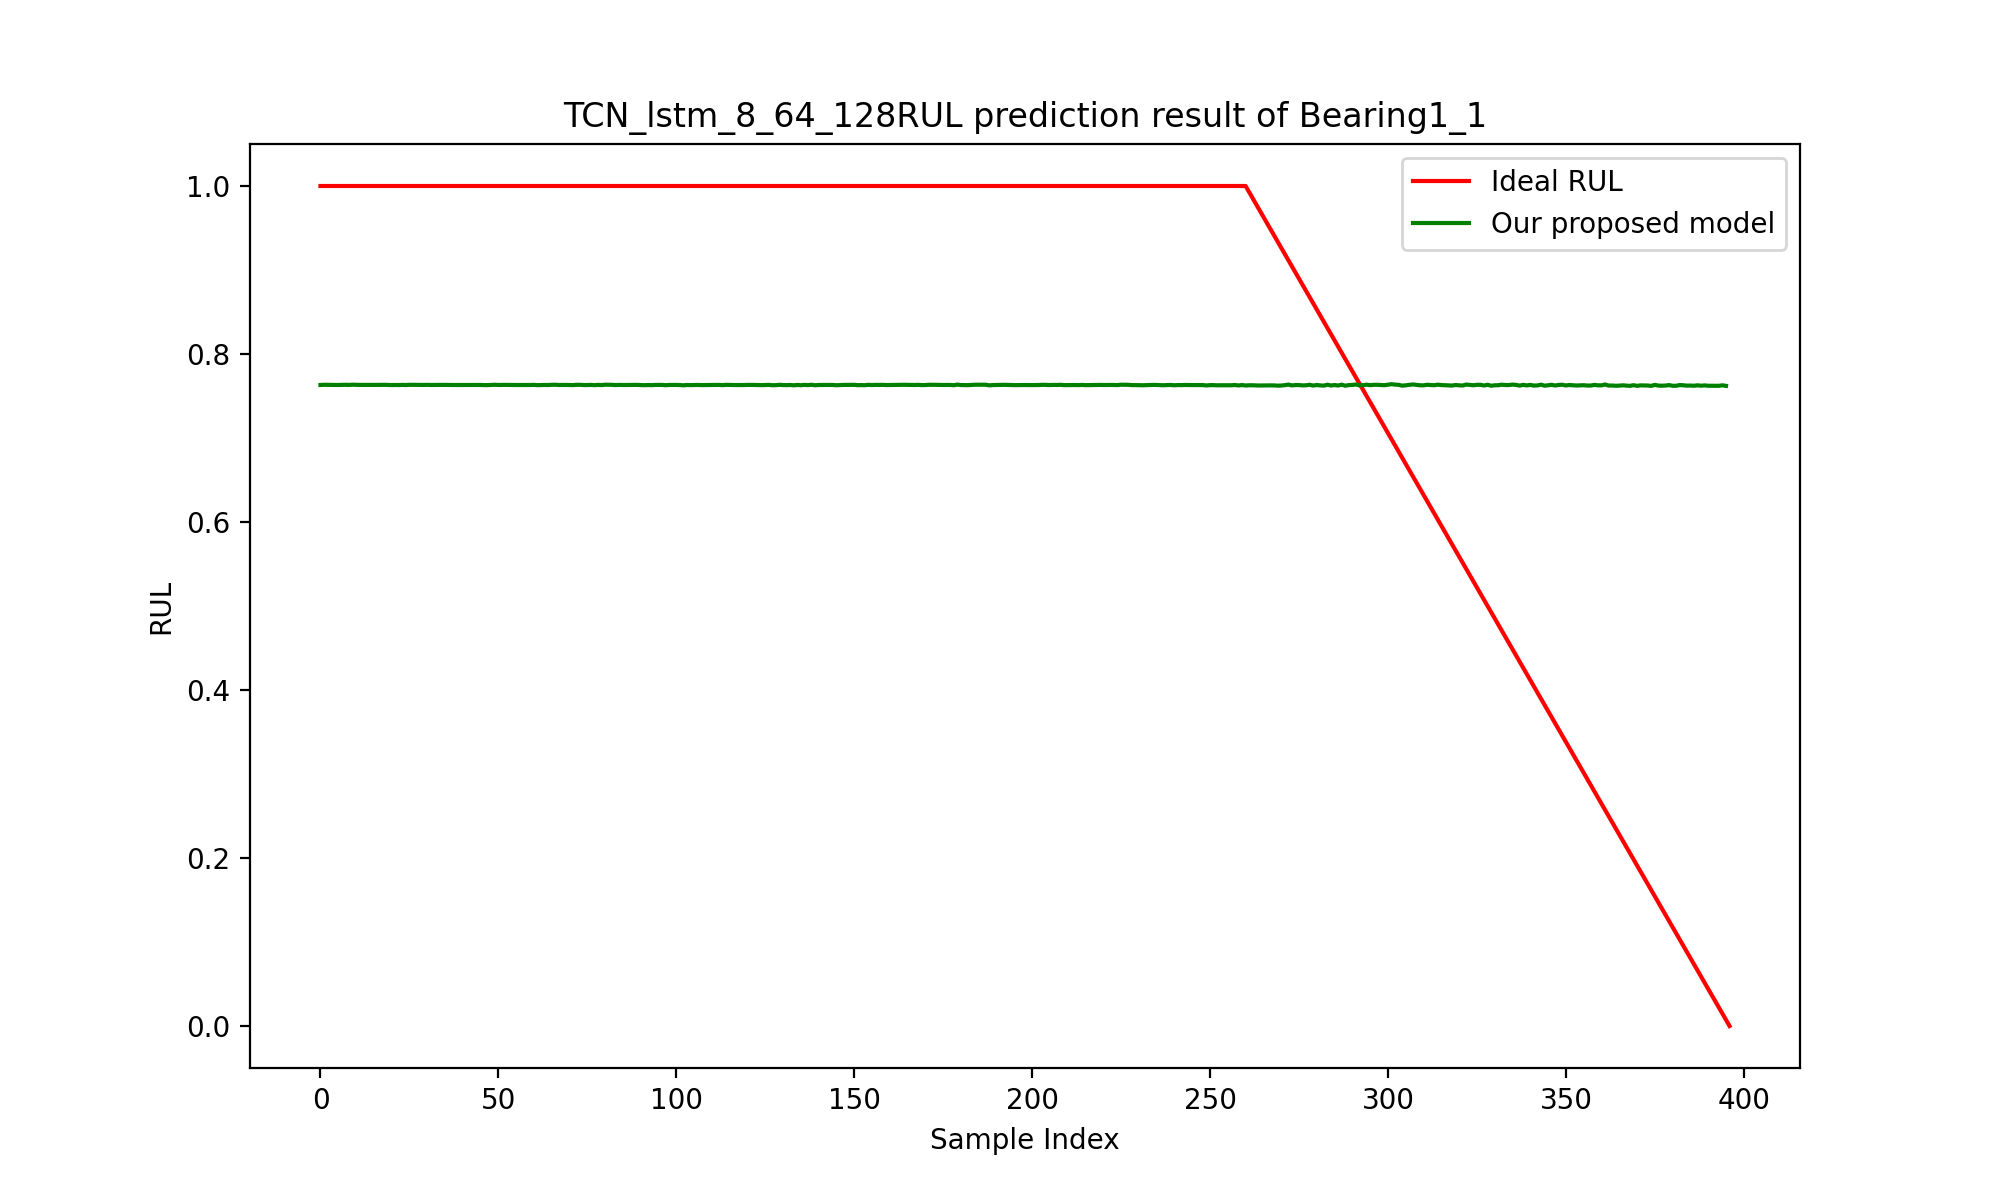 TCN_lstm_8_64_128RUL prediction result of Bearing1_1
Ideal RUL
Our proposed model
1.0
0.8
0.6
0.4
0.2
0.0
RUL
0 50 100 150 200 250 300 350 400
Sample Index